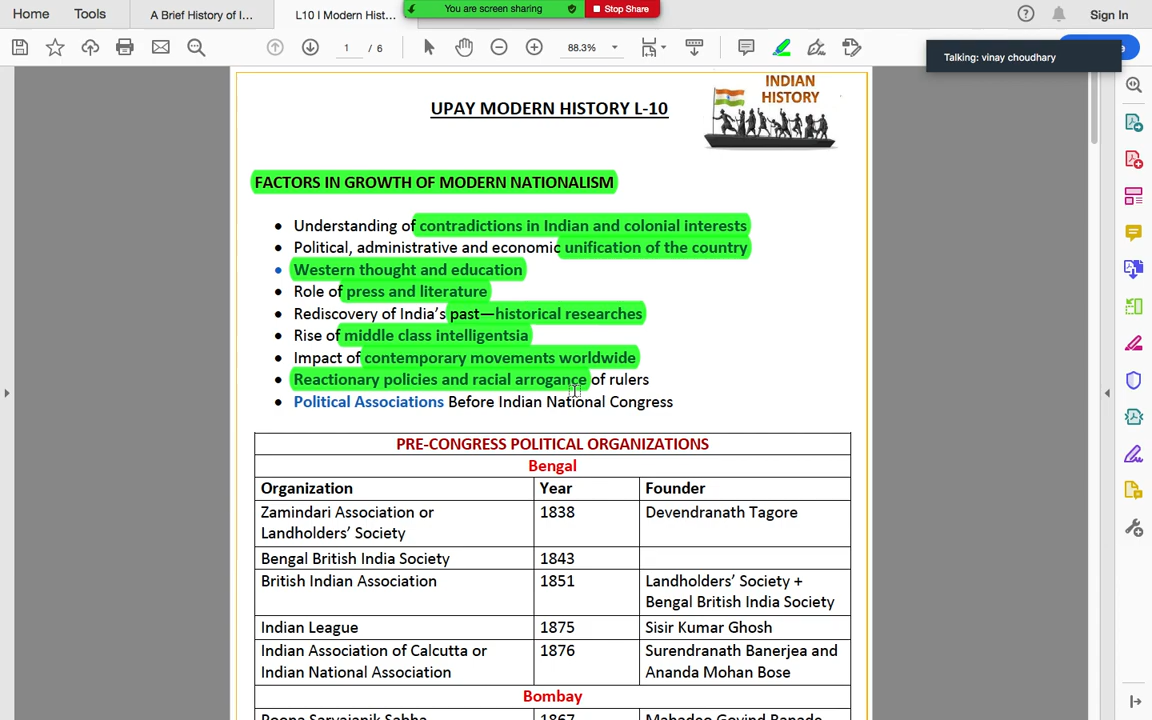 Home Tools A Brief History of I... L10 I Modern Hist... You are screen sharing Stop Share Sign In
1 / 6 88.3%
Talking: vinay choudhary
INDIAN
HISTORY
UPAY MODERN HISTORY L-10
FACTORS IN GROWTH OF MODERN NATIONALISM
• Understanding of contradictions in Indian and colonial interests
• Political, administrative and economic unification of the country
• Western thought and education
• Role of press and literature
• Rediscovery of India's past—historical researches
• Rise of middle class intelligentsia
• Impact of contemporary movements worldwide
• Reactionary policies and racial arrogance of rulers
• Political Associations Before Indian National Congress
PRE-CONGRESS POLITICAL ORGANIZATIONS
Bengal
Organization Year Founder
Zamindari Association or 1838 Devendranath Tagore
Landholders' Society
Bengal British India Society 1843
British Indian Association 1851 Landholders' Society +
Bengal British India Society
Indian League 1875 Sisir Kumar Ghosh
Indian Association of Calcutta or 1876 Surendranath Banerjea and
Indian National Association Ananda Mohan Bose
Bombay
Poona Sarvajanik Sabha 1867 Mahadeo Govind Ranade